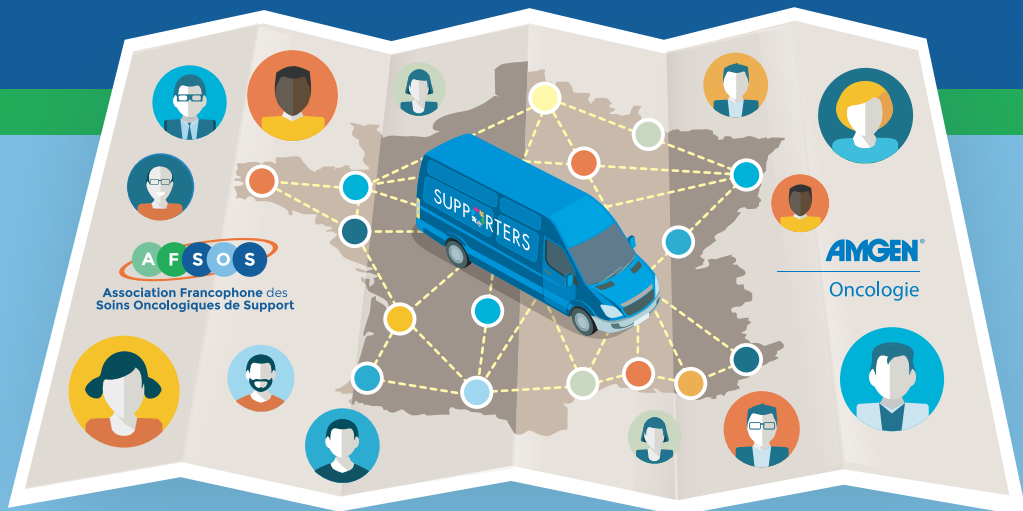 SUPPORTERS
AFSOS
Association Francophone des
Soins Oncologiques de Support
AMGEN®
Oncologie